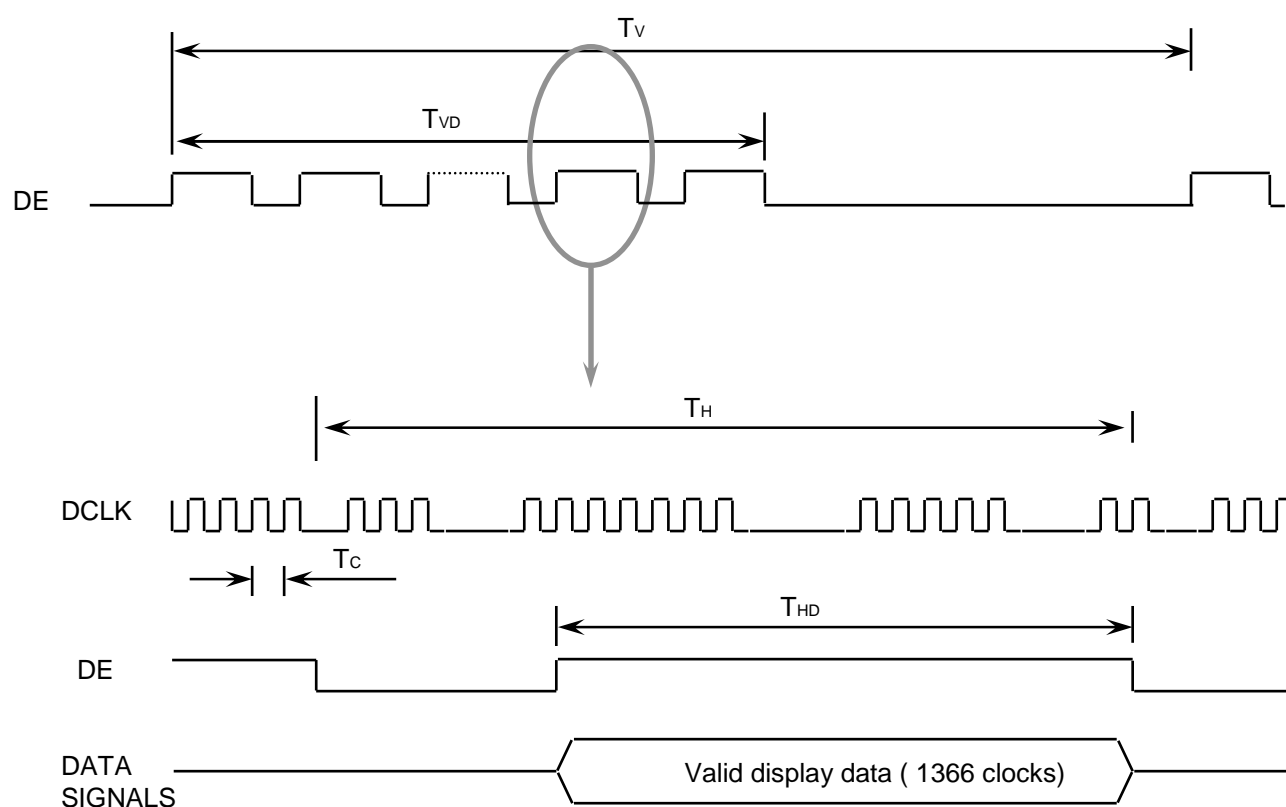 TV
TVD
DE
TH
DCLK
TC
THD
DE
DATA
SIGNALS
Valid display data ( 1366 clocks)